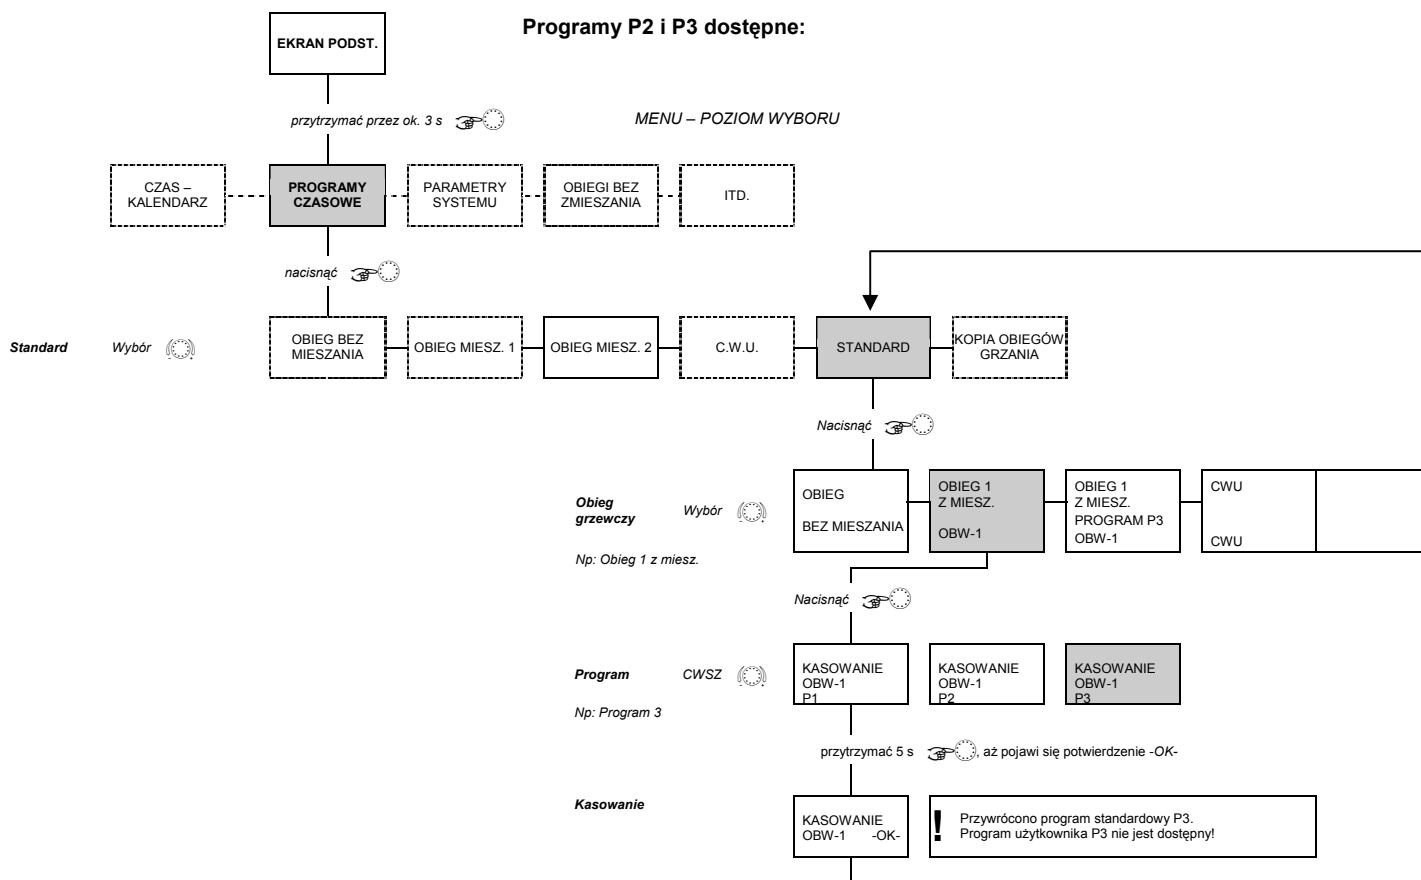 Programy P2 i P3 dostępne:
EKRAN PODST.
przytrzymać przez ok. 3 s
MENU – POZIOM WYBORU
CZAS –
KALENDARZ
PROGRAMY
CZASOWE
PARAMETRY
SYSTEMU
OBIEGI BEZ
ZMIESZANIA
ITD.
nacisnąć
Standard
Wybór
OBIEG BEZ
MIESZANIA
OBIEG MIESZ. 1
OBIEG MIESZ. 2
C.W.U.
STANDARD
KOPIA OBIEGÓW
GRZANIA
Nacisnąć
Obieg
grzewczy
Wybór
Np: Obieg 1 z miesz.
OBIEG
BEZ MIESZANIA
OBIEG 1
Z MIESZ.
OBW-1
OBIEG 1
Z MIESZ.
PROGRAM P3
OBW-1
CWU
CWU
Nacisnąć
Program
CWSZ
Np: Program 3
KASOWANIE
OBW-1
P1
KASOWANIE
OBW-1
P2
KASOWANIE
OBW-1
P3
przytrzymać 5 s , aż pojawi się potwierdzenie -OK-
Kasowanie
KASOWANIE
OBW-1 -OK-
! Przywrócono program standardowy P3.
Program użytkownika P3 nie jest dostępny!